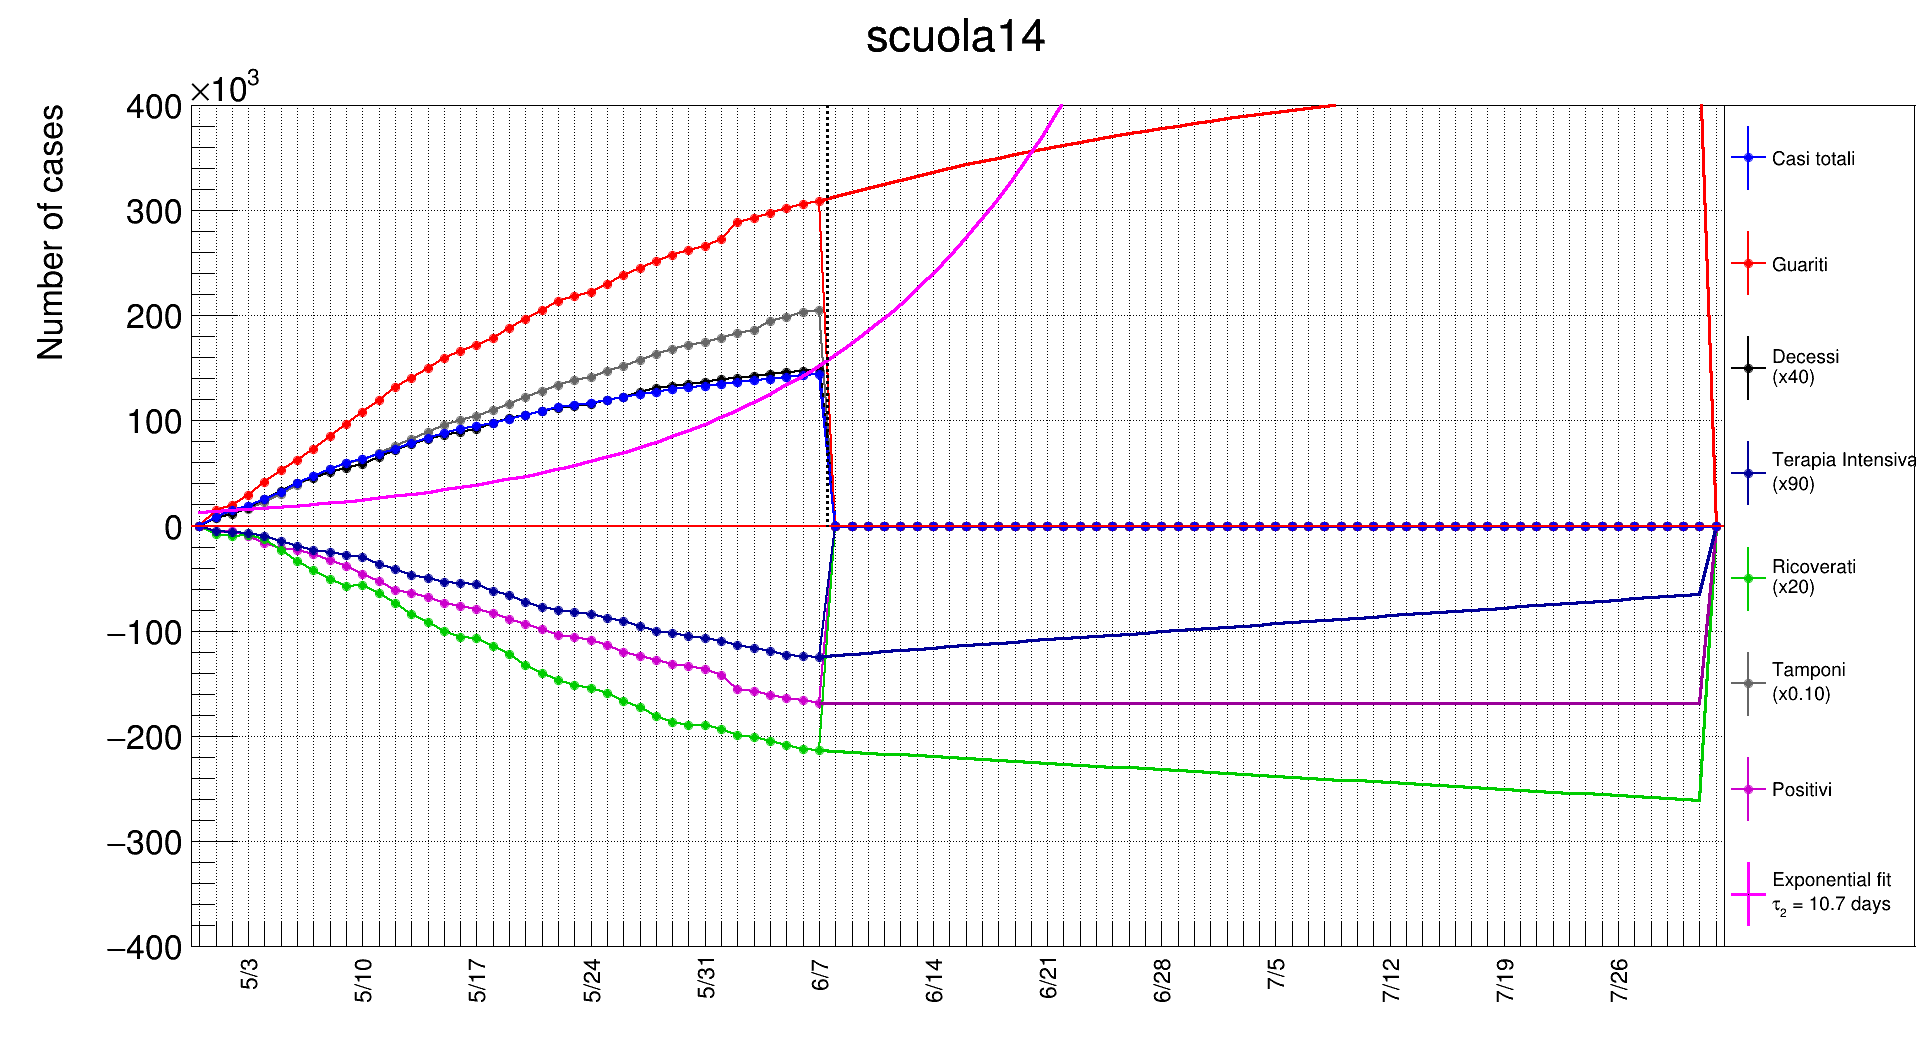 scuola14
×10³
Number of cases
400
300
200
100
0
−100
−200
−300
−400
5/3
5/10
5/17
5/24
5/31
6/7
6/14
6/21
6/28
7/5
7/12
7/19
7/26
Casi totali
Guariti
Decessi
(x40)
Terapia Intensiva
(x90)
Ricoverati
(x20)
Tamponi
(x0.10)
Positivi
Exponential fit
τ₂ = 10.7 days